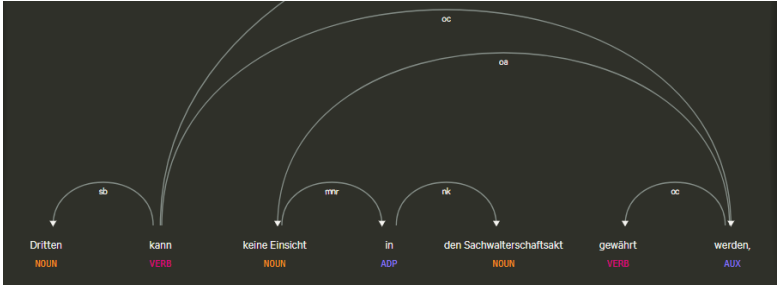 oc
oa
sb mnr nk oc
Dritten kann keine Einsicht in den Sachwalterschaftsakt gewährt werden,
NOUN VERB NOUN ADP NOUN VERB AUX